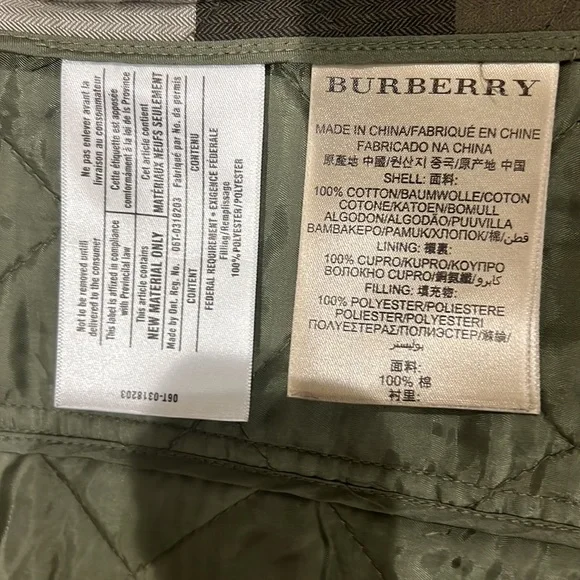 Ne pas enlever avant la
livraison au consommateur
Cette étiquette est apposée
conformément à la loi de la Province
Cet article contient
MATÉRIAUX NEUFS SEULEMENT
Fabriqué par No. da permis
CONTENU
FEDERAL REQUIREMENT • EXIGENCE FÉDÉRALE
Filling/Remplissage
100% POLYESTER/POLYESTER
Not to be removed until
delivered to the consumer
This label is affixed in compliance
with Provincial law
This article contains
NEW MATERIAL ONLY
Made by Ont. Reg. No. 06T-0318203
CONTENT
06T-0318203
BURBERRY
MADE IN CHINA/FABRIQUÉ EN CHINE
FABRICADO NA CHINA
原產地 中國/원산지 중국/原产地 中国
SHELL: 面料:
100% COTTON/BAUMWOLLE/COTON
COTONE/KATOEN/BOMULL
ALGODON/ALGODÃO/PUUVILLA
ΒΑΜΒΑΚΕΡΟ/PAMUK/ХЛОПОК/棉/قطن
LINING: 裡裏:
100% CUPRO/KUPRO/ΚΟΥΠΡΟ
ВОЛОКНО CUPRO/銅氨酯/كابرو
FILLING: 填充物:
100% POLYESTER/POLIESTERE
POLIESTER/POLYESTERI
ΠΟΛΥΕΣΤΕΡΑΣ/ПОЛИЭСТЕР/滌綸/
بوليستر
面料:
100% 棉
衬里: